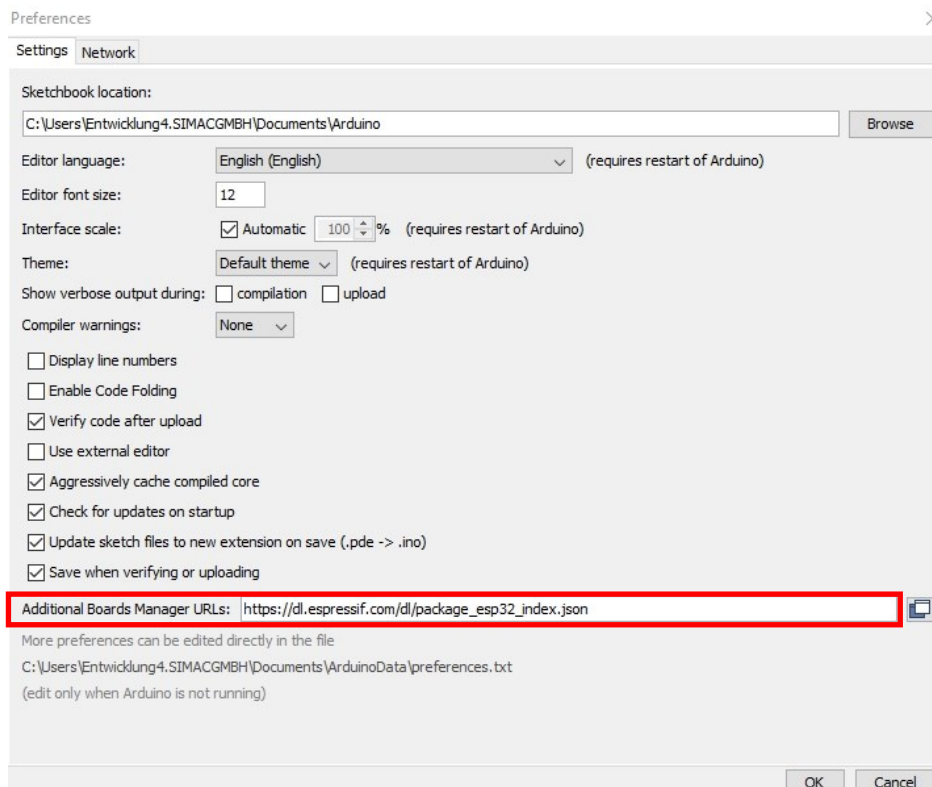 Preferences
Settings Network
Sketchbook location:
C:\Users\Entwicklung4.SIMACGMBH\Documents\Arduino Browse
Editor language: English (English) (requires restart of Arduino)
Editor font size: 12
Interface scale: Automatic 100 % (requires restart of Arduino)
Theme: Default theme (requires restart of Arduino)
Show verbose output during: compilation upload
Compiler warnings: None
Display line numbers
Enable Code Folding
Verify code after upload
Use external editor
Aggressively cache compiled core
Check for updates on startup
Update sketch files to new extension on save (.pde -> .ino)
Save when verifying or uploading
Additional Boards Manager URLs: https://dl.espressif.com/dl/package_esp32_index.json
More preferences can be edited directly in the file
C:\Users\Entwicklung4.SIMACGMBH\Documents\ArduinoData\preferences.txt
(edit only when Arduino is not running)
OK Cancel